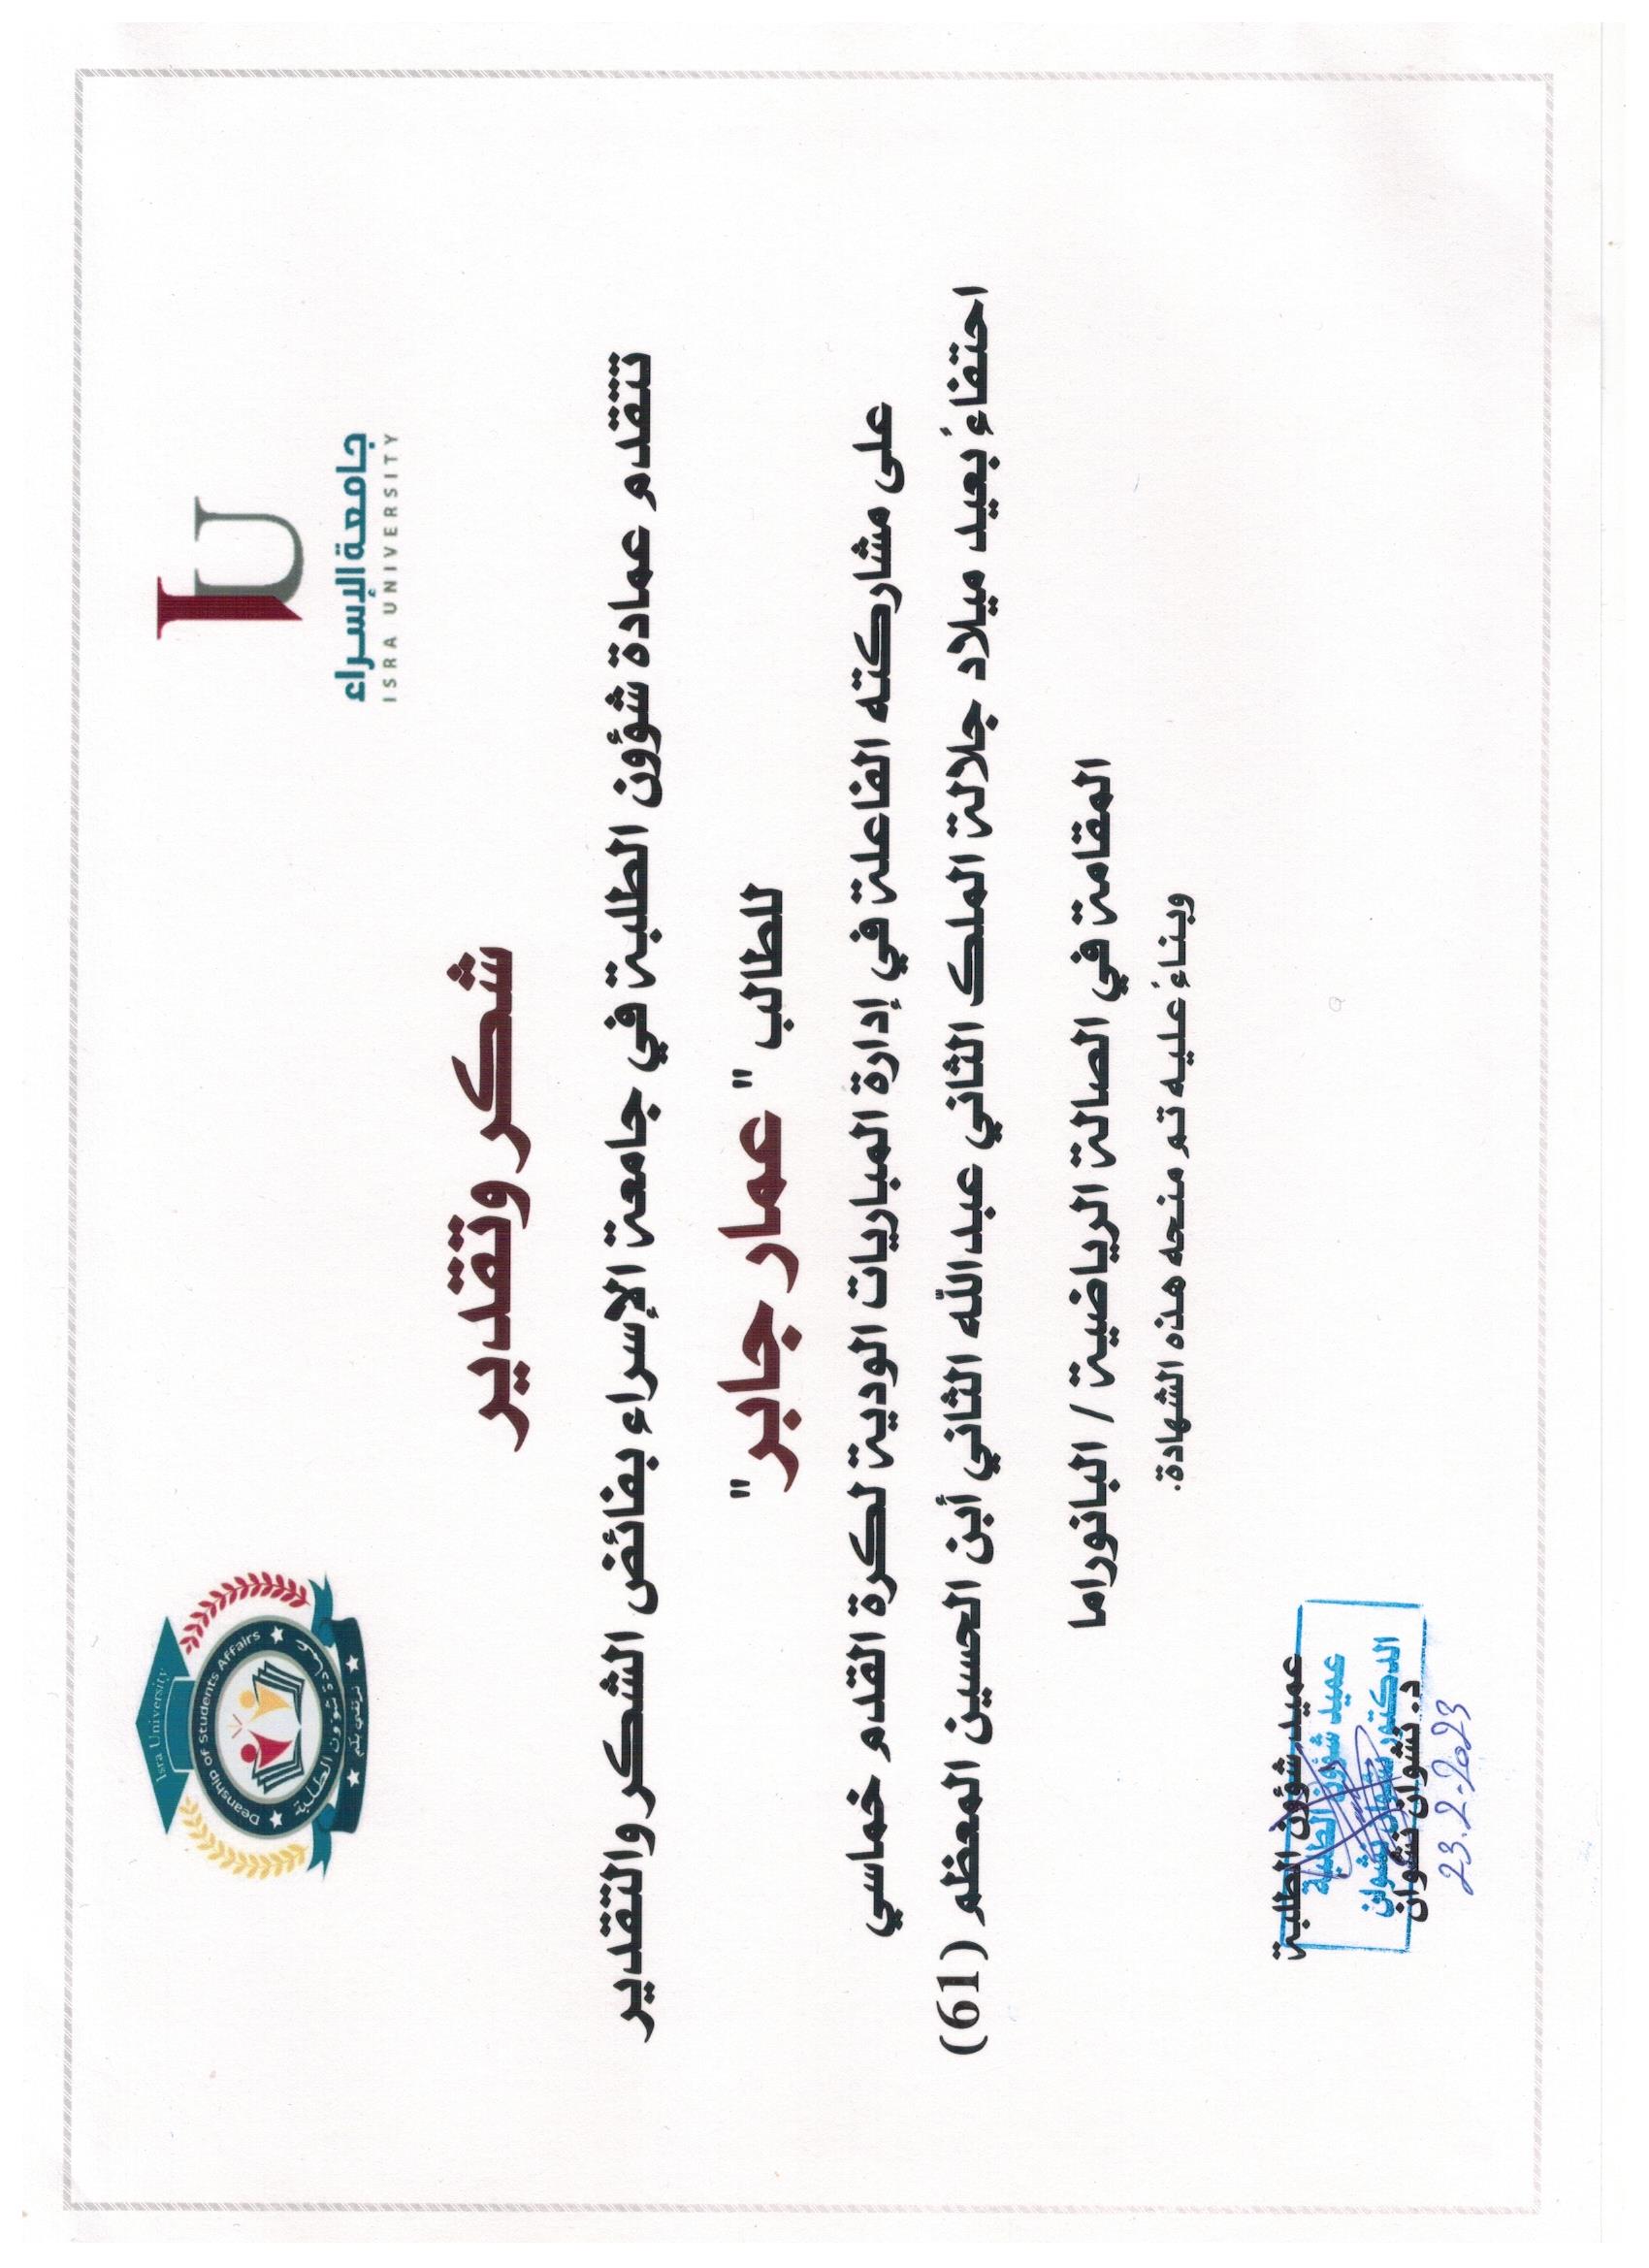 Isra University
Deanship of Students Affairs
عمادة شؤون الطلبة
نرتقي بكم
جامعة الإسراء
ISRA UNIVERSITY
شكر وتقدير
تتقدم عمادة شؤون الطلبة في جامعة الإسراء بفائض الشكر والتقدير
للطالب " عمار جابر"
على مشاركته الفاعلة في إدارة المباريات الودية لكرة القدم خماسي
احتفاءً بعيد ميلاد جلالة الملك الثاني عبدالله الثاني أبن الحسين المعظم (61)
المقامة في الصالة الرياضية / البانوراما
وبناءً عليه تم منحه هذه الشهادة.
عميد شؤون الطلبة
عميد شؤون الطلبة
الدكتور نشوان نشوان
د. نشوان نشوان
23.2.2023